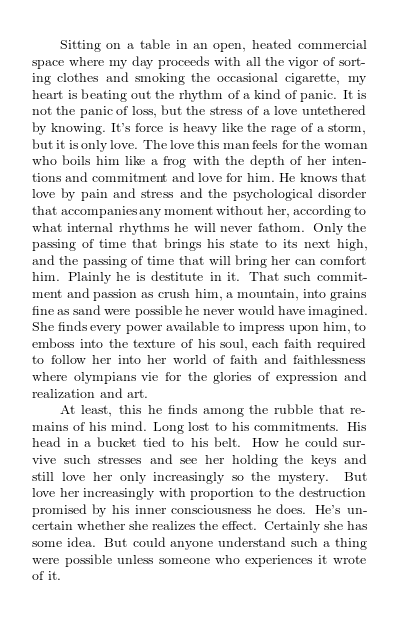 Sitting on a table in an open, heated commercial
space where my day proceeds with all the vigor of sort-
ing clothes and smoking the occasional cigarette, my
heart is beating out the rhythm of a kind of panic. It is
not the panic of loss, but the stress of a love untethered
by knowing. It's force is heavy like the rage of a storm,
but it is only love. The love this man feels for the woman
who boils him like a frog with the depth of her inten-
tions and commitment and love for him. He knows that
love by pain and stress and the psychological disorder
that accompanies any moment without her, according to
what internal rhythms he will never fathom. Only the
passing of time that brings his state to its next high,
and the passing of time that will bring her can comfort
him. Plainly he is destitute in it. That such commit-
ment and passion as crush him, a mountain, into grains
fine as sand were possible he never would have imagined.
She finds every power available to impress upon him, to
emboss into the texture of his soul, each faith required
to follow her into her world of faith and faithlessness
where olympians vie for the glories of expression and
realization and art.
At least, this he finds among the rubble that re-
mains of his mind. Long lost to his commitments. His
head in a bucket tied to his belt. How he could sur-
vive such stresses and see her holding the keys and
still love her only increasingly so the mystery. But
love her increasingly with proportion to the destruction
promised by his inner consciousness he does. He's un-
certain whether she realizes the effect. Certainly she has
some idea. But could anyone understand such a thing
were possible unless someone who experiences it wrote
of it.